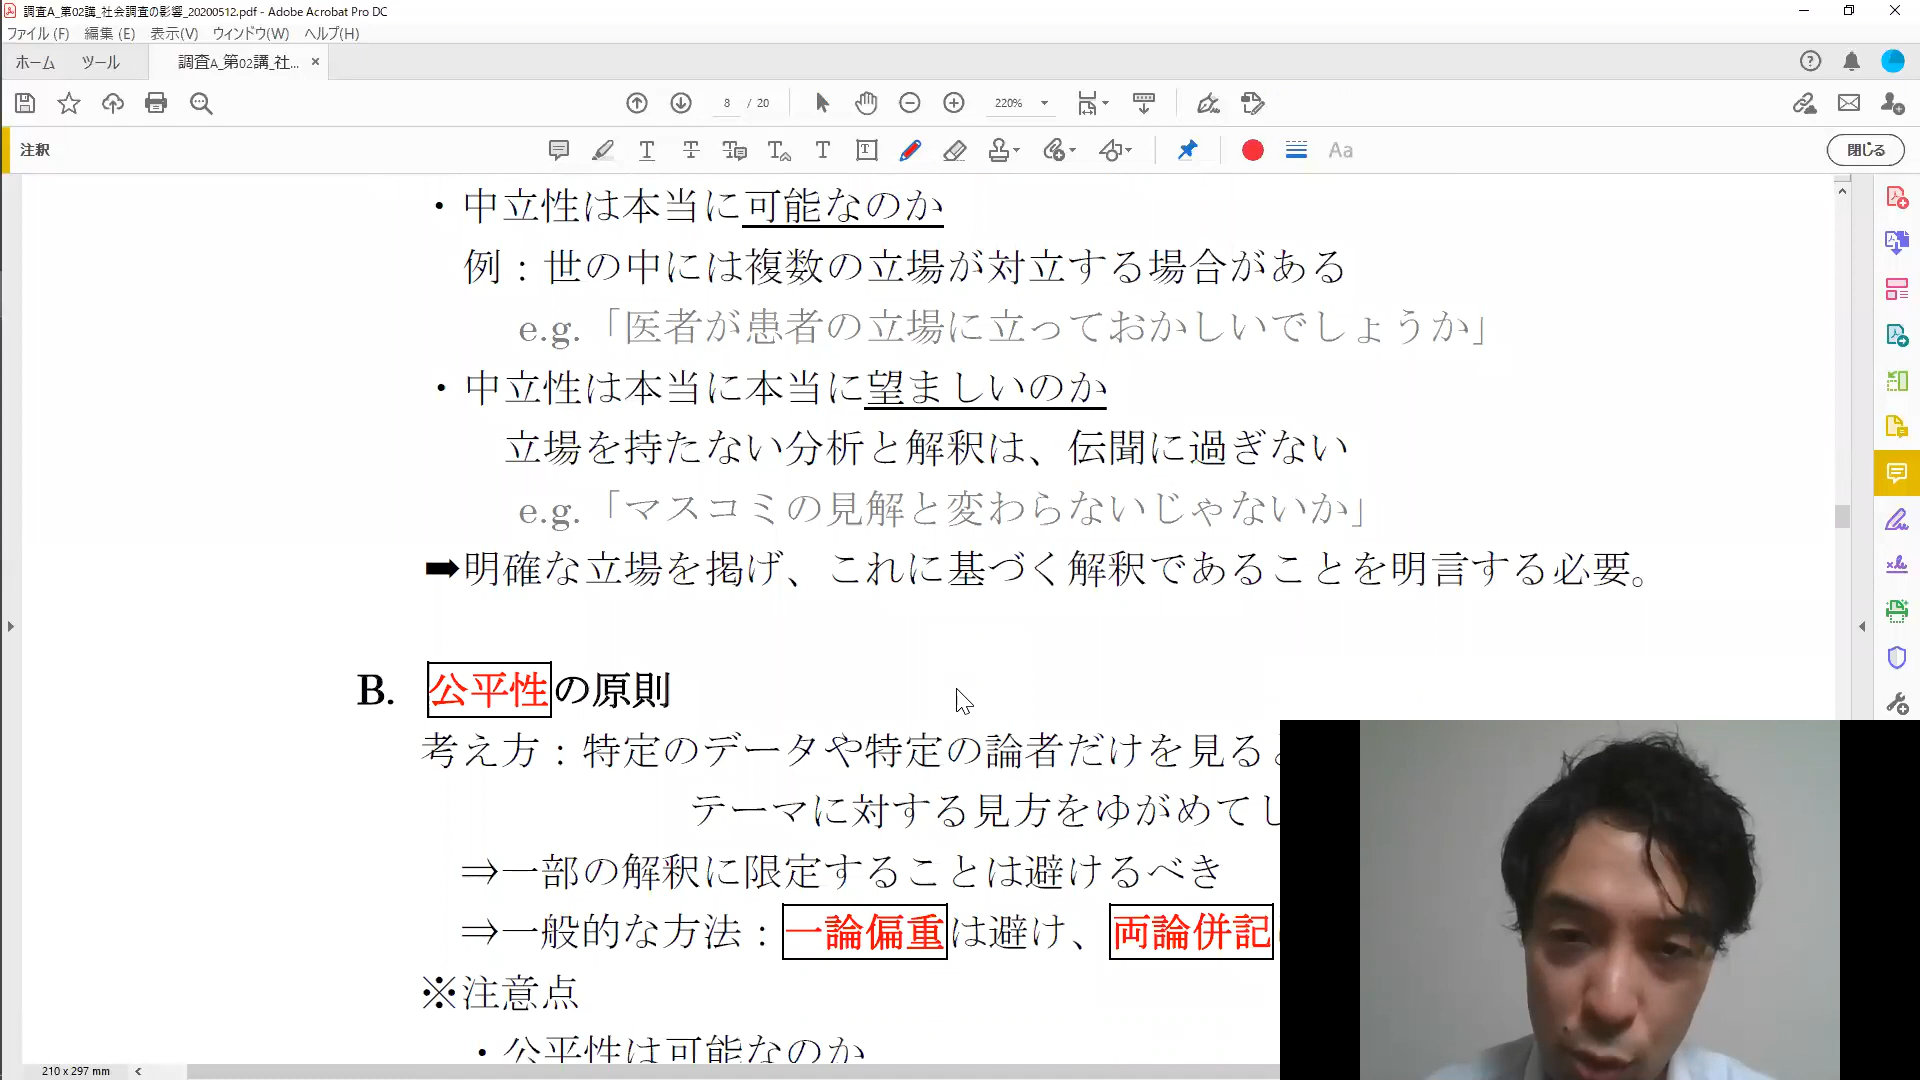 調査A_第02講_社会調査の影響_20200512.pdf - Adobe Acrobat Pro DC
ファイル(F) 編集(E) 表示(V) ウィンドウ(W) ヘルプ(H)
ホーム ツール 調査A_第02講_社... ×
8 / 20 220%
注釈 Aa 閉じる
・中立性は本当に可能なのか
例：世の中には複数の立場が対立する場合がある
e.g.「医者が患者の立場に立っておかしいでしょうか」
・中立性は本当に本当に望ましいのか
立場を持たない分析と解釈は、伝聞に過ぎない
e.g.「マスコミの見解と変わらないじゃないか」
➡明確な立場を掲げ、これに基づく解釈であることを明言する必要。
B. 公平性の原則
考え方：特定のデータや特定の論者だけを見る
テーマに対する見方をゆがめてし
⇒一部の解釈に限定することは避けるべき
⇒一般的な方法：一論偏重は避け、両論併記
※注意点
・公平性は可能なのか
210 x 297 mm